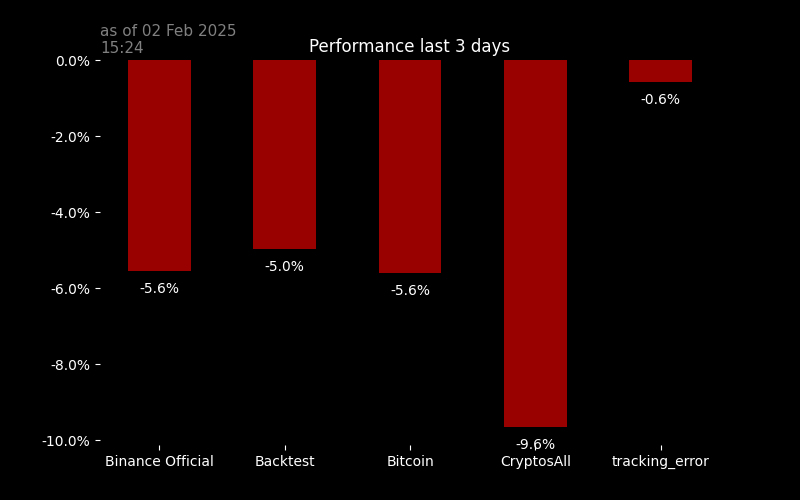 as of 02 Feb 2025
15:24
Performance last 3 days
0.0%
-2.0%
-4.0%
-6.0%
-8.0%
-10.0%
-5.6%
-5.0%
-5.6%
-9.6%
-0.6%
Binance Official
Backtest
Bitcoin
CryptosAll
tracking_error